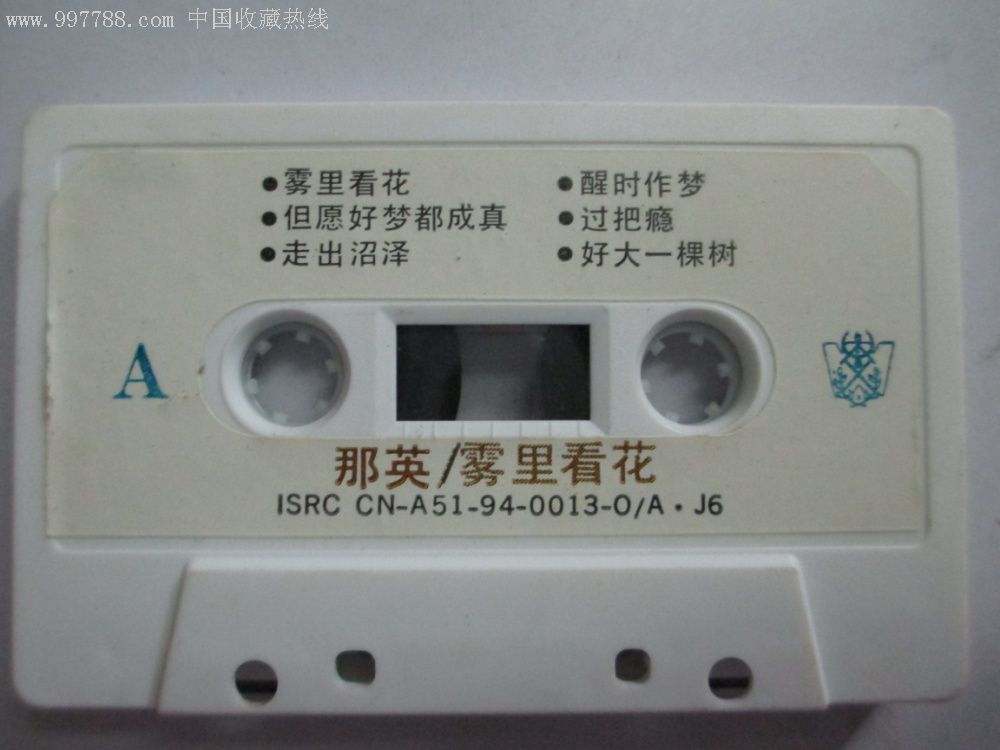 www.997788.com 中国收藏热线
●雾里看花
●但愿好梦都成真
●走出沼泽
●醒时作梦
●过把瘾
●好大一棵树
A
那英/雾里看花
ISRC CN-A51-94-0013-O/A·J6